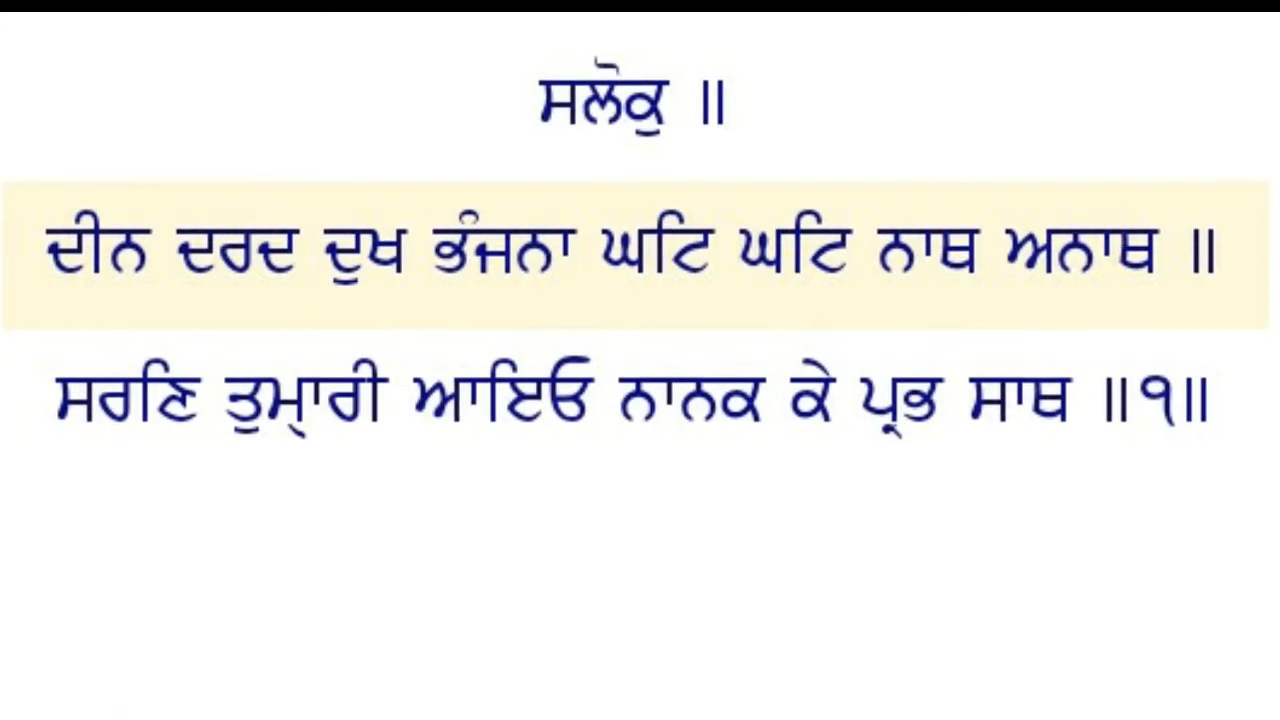 ਸਲੋਕੁ ॥
ਦੀਨ ਦਰਦ ਦੁਖ ਭੰਜਨਾ ਘਟਿ ਘਟਿ ਨਾਥ ਅਨਾਥ ॥
ਸਰਣਿ ਤੁਮ੍ਹਾਰੀ ਆਇਓ ਨਾਨਕ ਕੇ ਪ੍ਰਭ ਸਾਥ ॥੧॥